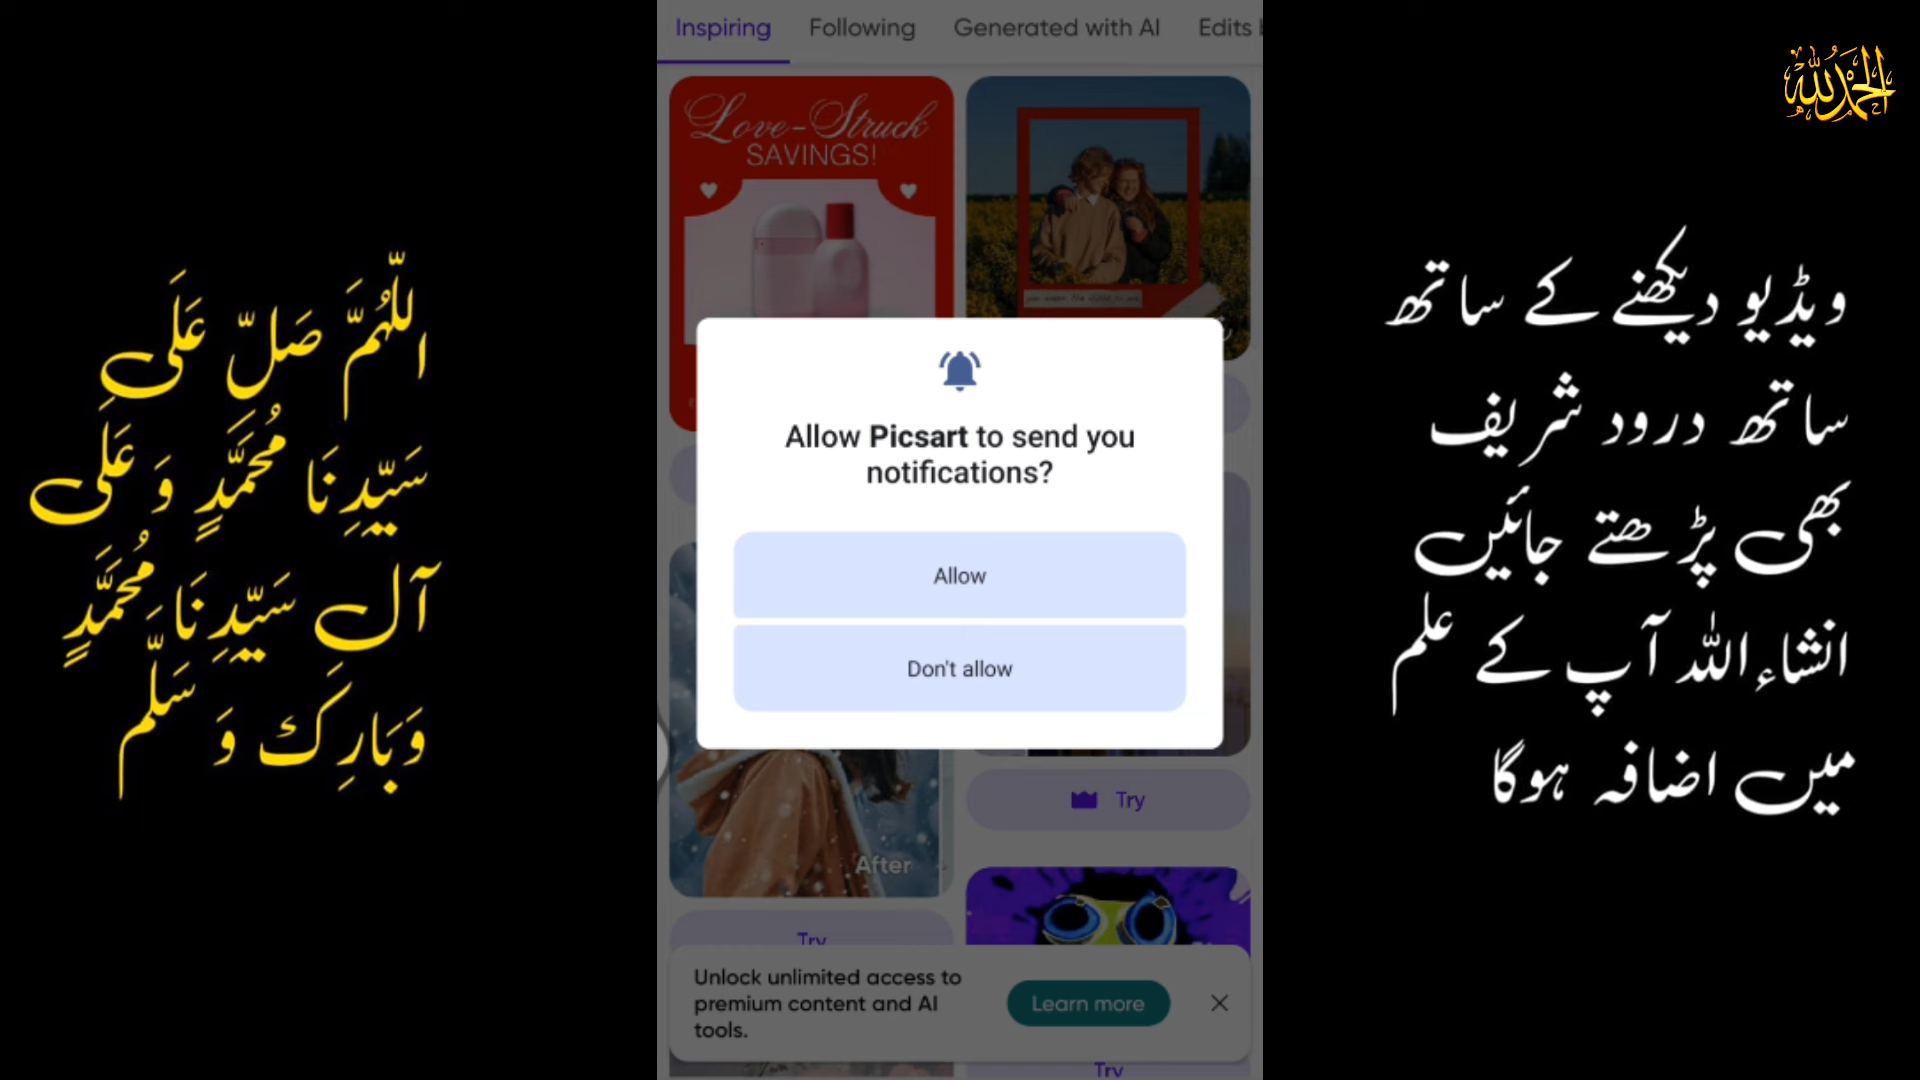 Inspiring Following Generated with AI Edits
Love-Struck
SAVINGS!
Allow Picsart to send you
notifications?
Allow
Don't allow
Try
After
Try
Unlock unlimited access to
premium content and AI
tools.
Learn more
Try
اللّٰهُمَّ صَلِّ عَلَى
سَيِّدِنَا مُحَمَّدٍ وَ عَلَى
آلِ سَيِّدِنَا مُحَمَّدٍ
وَبَارِك وَ سَلِّم
الحمد للہ
ویڈیو دیکھنے کے ساتھ
ساتھ درود شریف
بھی پڑھتے جائیں
انشاء اللہ آپ کے علم
میں اضافہ ہوگا